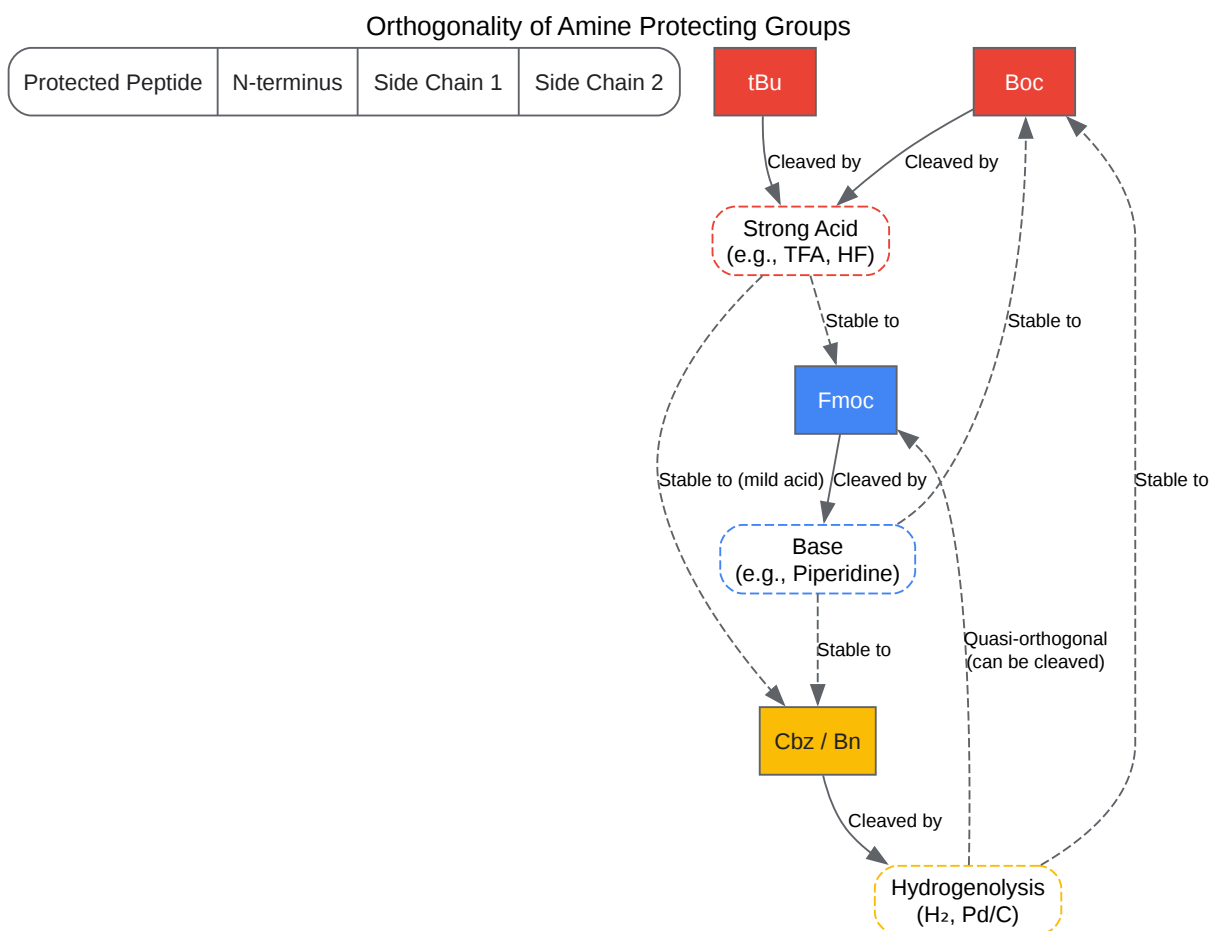 Orthogonality of Amine Protecting Groups
Protected Peptide
N-terminus
Side Chain 1
Side Chain 2
tBu
Boc
Cleaved by
Cleaved by
Strong Acid
(e.g., TFA, HF)
Stable to
Stable to
Fmoc
Stable to (mild acid)
Cleaved by
Stable to
Base
(e.g., Piperidine)
Quasi-orthogonal
(can be cleaved)
Stable to
Cbz / Bn
Cleaved by
Hydrogenolysis
(H₂, Pd/C)